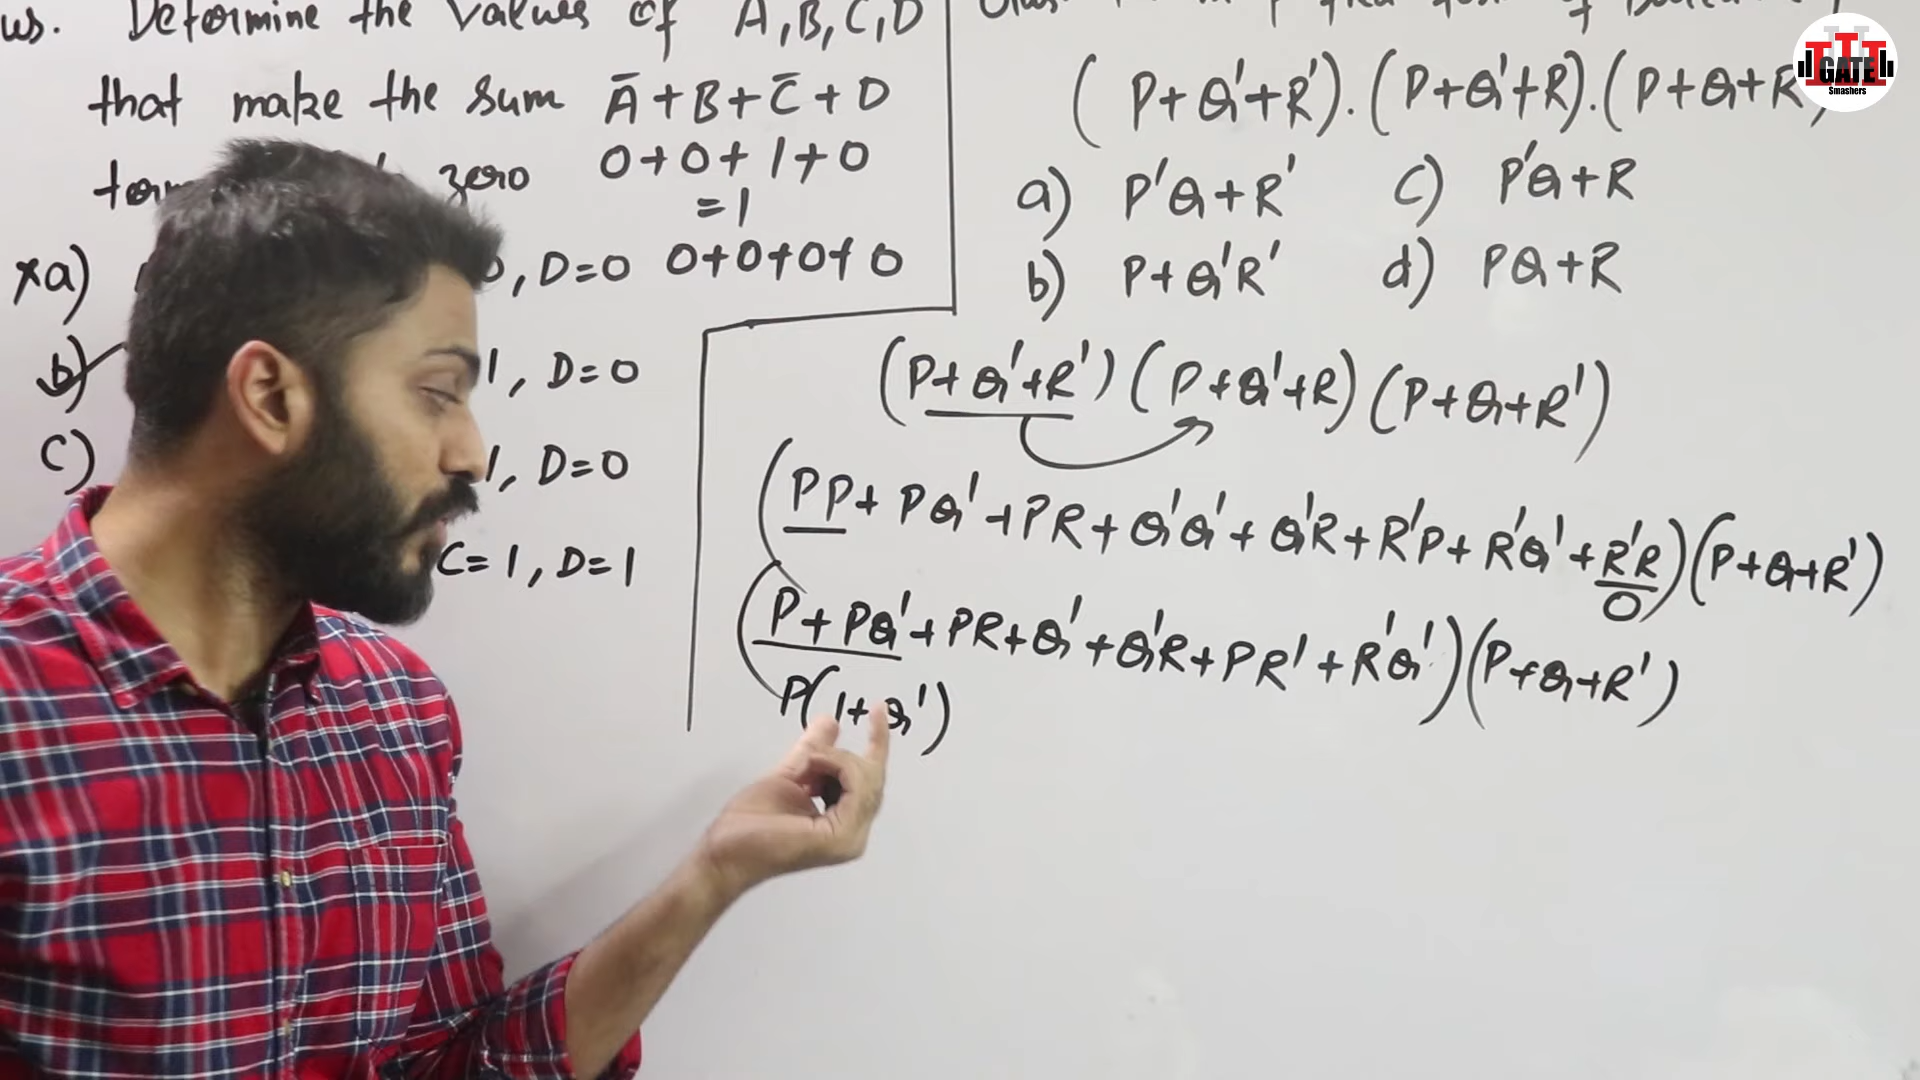 ws. Determine the values of A, B, C, D
that make the sum A̅ + B + C̅ + D
zero
0+0+1+0
=1
×a) , D=0 0+0+0+0
b) 1, D=0
c) 1, D=0
C=1, D=1
(P+Q'+R').(P+Q'+R).(P+Q+R
a) P'Q+R' c) P'Q+R
b) P+Q'R' d) PQ+R
(P+Q'+R')(P+Q'+R)(P+Q+R')
(PP+PQ'+PR+Q'Q'+Q'R+R'P+R'Q'+R'R)(P+Q+R')
0
(P+PQ'+PR+Q'+Q'R+PR'+R'Q')(P+Q+R')
P(1+Q')
GATE
Smashers